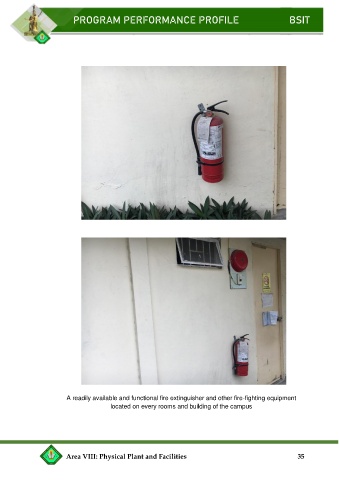 PROGRAM PERFORMANCE PROFILE BSIT
A readily available and functional fire extinguisher and other fire-fighting equipment
located on every rooms and building of the campus
Area VIII: Physical Plant and Facilities 35